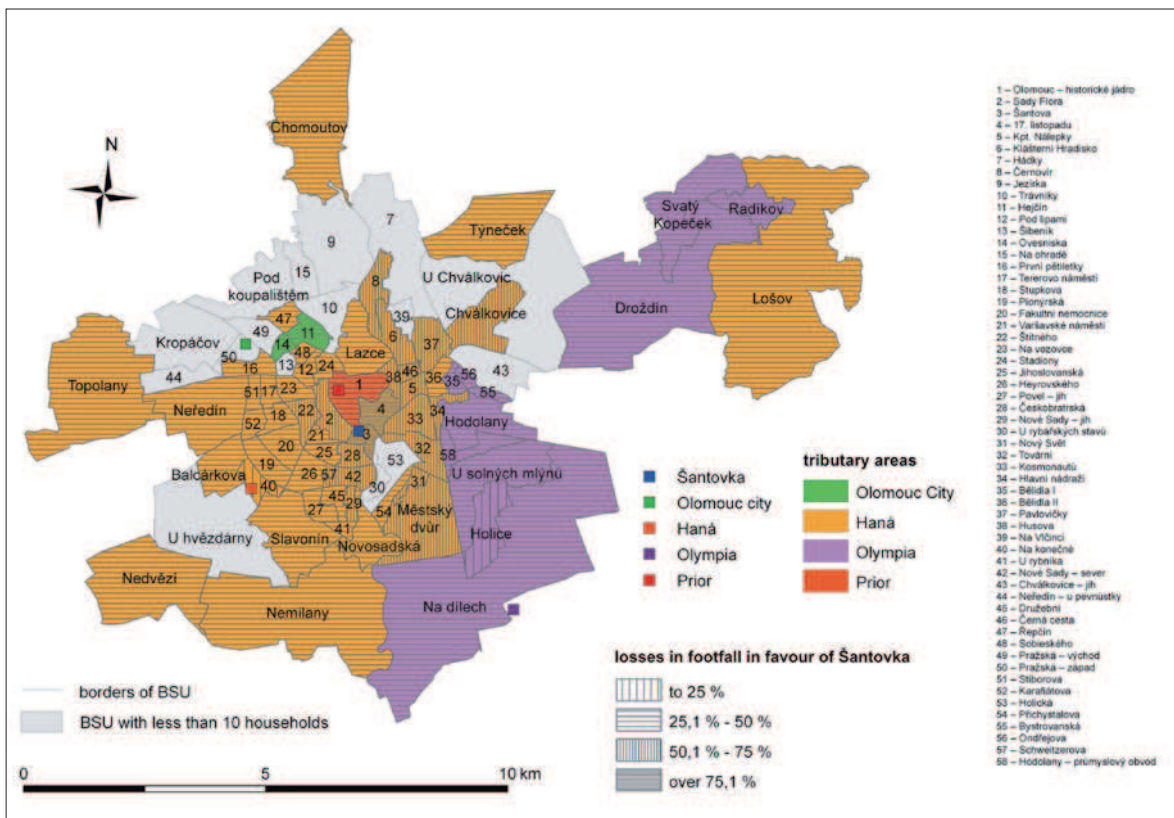 N
Chomoutov
7
Týneček
Svatý
Kopeček
Radíkov
9
15
Pod
koupalištěm
8
U Chválkovic
10
39
Chválkovice
Droždín
Lošov
47
11
49
14
Kropáčov
50
48
13
12
24
Lazce
6
37
16
44
Topolany
Neředín
51
17
23
1
38
46
36
5
35
56
43
55
18
22
2
4
33
34
Hodolany
52
21
3
20
25
28
53
32
58
U solných mlýnů
Balcárkova
19
26
57
42
30
31
40
27
45
29
54
Městský
dvůr
Holice
U hvězdárny
41
Slavonín
Novosadská
Nedvězí
Nemilany
Na dílech
Šantovka
Olomouc city
Haná
Olympia
Prior
tributary areas
Olomouc City
Haná
Olympia
Prior
losses in footfall in favour of Šantovka
to 25 %
25,1 % - 50 %
50,1 % - 75 %
over 75,1 %
borders of BSU
BSU with less than 10 households
0
5
10 km
1 – Olomouc – historické jádro
2 – Sady Flora
3 – Šantova
4 – 17. listopadu
5 – Kpt. Nálepky
6 – Klášterní Hradisko
7 – Hádky
8 – Černovír
9 – Jezírka
10 – Trávníky
11 – Hejčín
12 – Pod lipami
13 – Šibeník
14 – Ovesniska
15 – Na ohradě
16 – První pětiletky
17 – Tererovo náměstí
18 – Stupkova
19 – Pionýrská
20 – Fakultní nemocnice
21 – Varšavské náměstí
22 – Štítného
23 – Na vozovce
24 – Stadiony
25 – Jihoslovanská
26 – Heyrovského
27 – Povel – jih
28 – Českobratrská
29 – Nové Sady – jih
30 – U rybářských stavů
31 – Nový Svět
32 – Tovární
33 – Kosmonautů
34 – Hlavní nádraží
35 – Bělidla I
36 – Bělidla II
37 – Pavlovičky
38 – Husova
39 – Na Vlčinci
40 – Na konečné
41 – U rybníka
42 – Nové Sady – sever
43 – Chválkovice – jih
44 – Neředín – u pevnůstky
45 – Družební
46 – Černá cesta
47 – Řepčín
48 – Sobieského
49 – Pražská – východ
50 – Pražská – západ
51 – Stiborova
52 – Karafiátova
53 – Holická
54 – Přichystalova
55 – Bystrovanská
56 – Ondřejova
57 – Schweitzerova
58 – Hodolany – průmyslový obvod